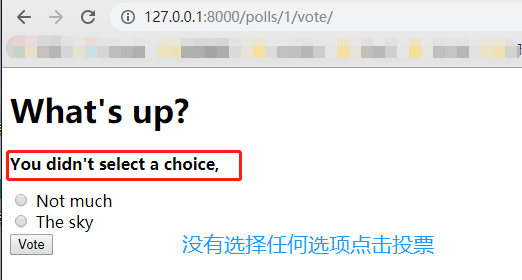 127.0.0.1:8000/polls/1/vote/
What's up?
You didn't select a choice,
Not much
The sky
Vote
没有选择任何选项点击投票